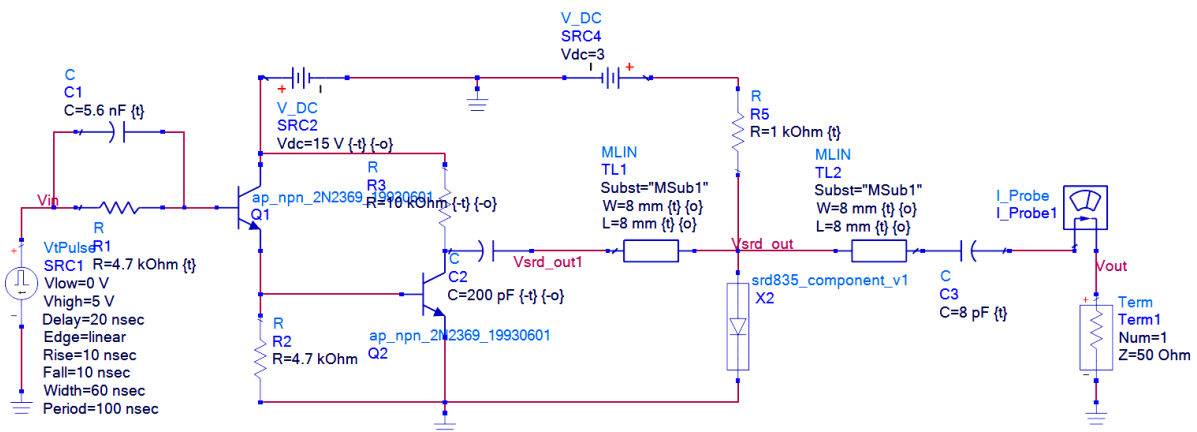 V_DC
SRC4
Vdc=3
+
C
C1
C=5.6 nF {t}
+
V_DC
SRC2
Vdc=15 V {-t} {-o}
R
R5
R=1 kOhm {t}
MLIN
TL1
Subst="MSub1"
W=8 mm {t} {o}
L=8 mm {t} {o}
MLIN
TL2
Subst="MSub1"
W=8 mm {t} {o}
L=8 mm {t} {o}
R
R3
R=10 kOhm {-t} {-o}
ap_npn_2N2369_19930601
Q1
I_Probe
I_Probe1
Vin
R
R1
R=4.7 kOhm {t}
+
VtPulse
SRC1
Vlow=0 V
Vhigh=5 V
Delay=20 nsec
Edge=linear
Rise=10 nsec
Fall=10 nsec
Width=60 nsec
Period=100 nsec
-
C
C2
C=200 pF {-t} {-o}
Vsrd_out1
Vsrd_out
srd835_component_v1
X2
C
C3
C=8 pF {t}
Vout
R
R2
R=4.7 kOhm
ap_npn_2N2369_19930601
Q2
+
Term
Term1
Num=1
Z=50 Ohm
-